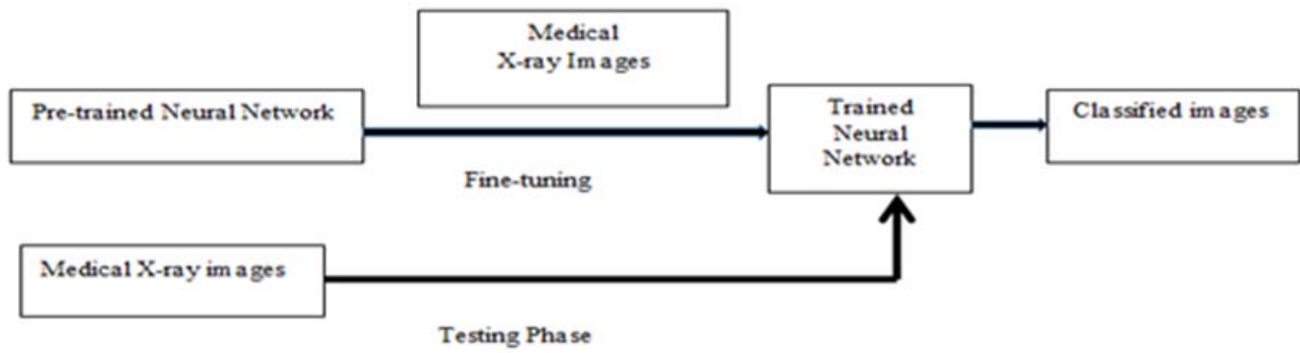 Medical
X-ray Images
Pre-trained Neural Network
Trained
Neural
Network
Classified images
Fine-tuning
Medical X-ray images
Testing Phase